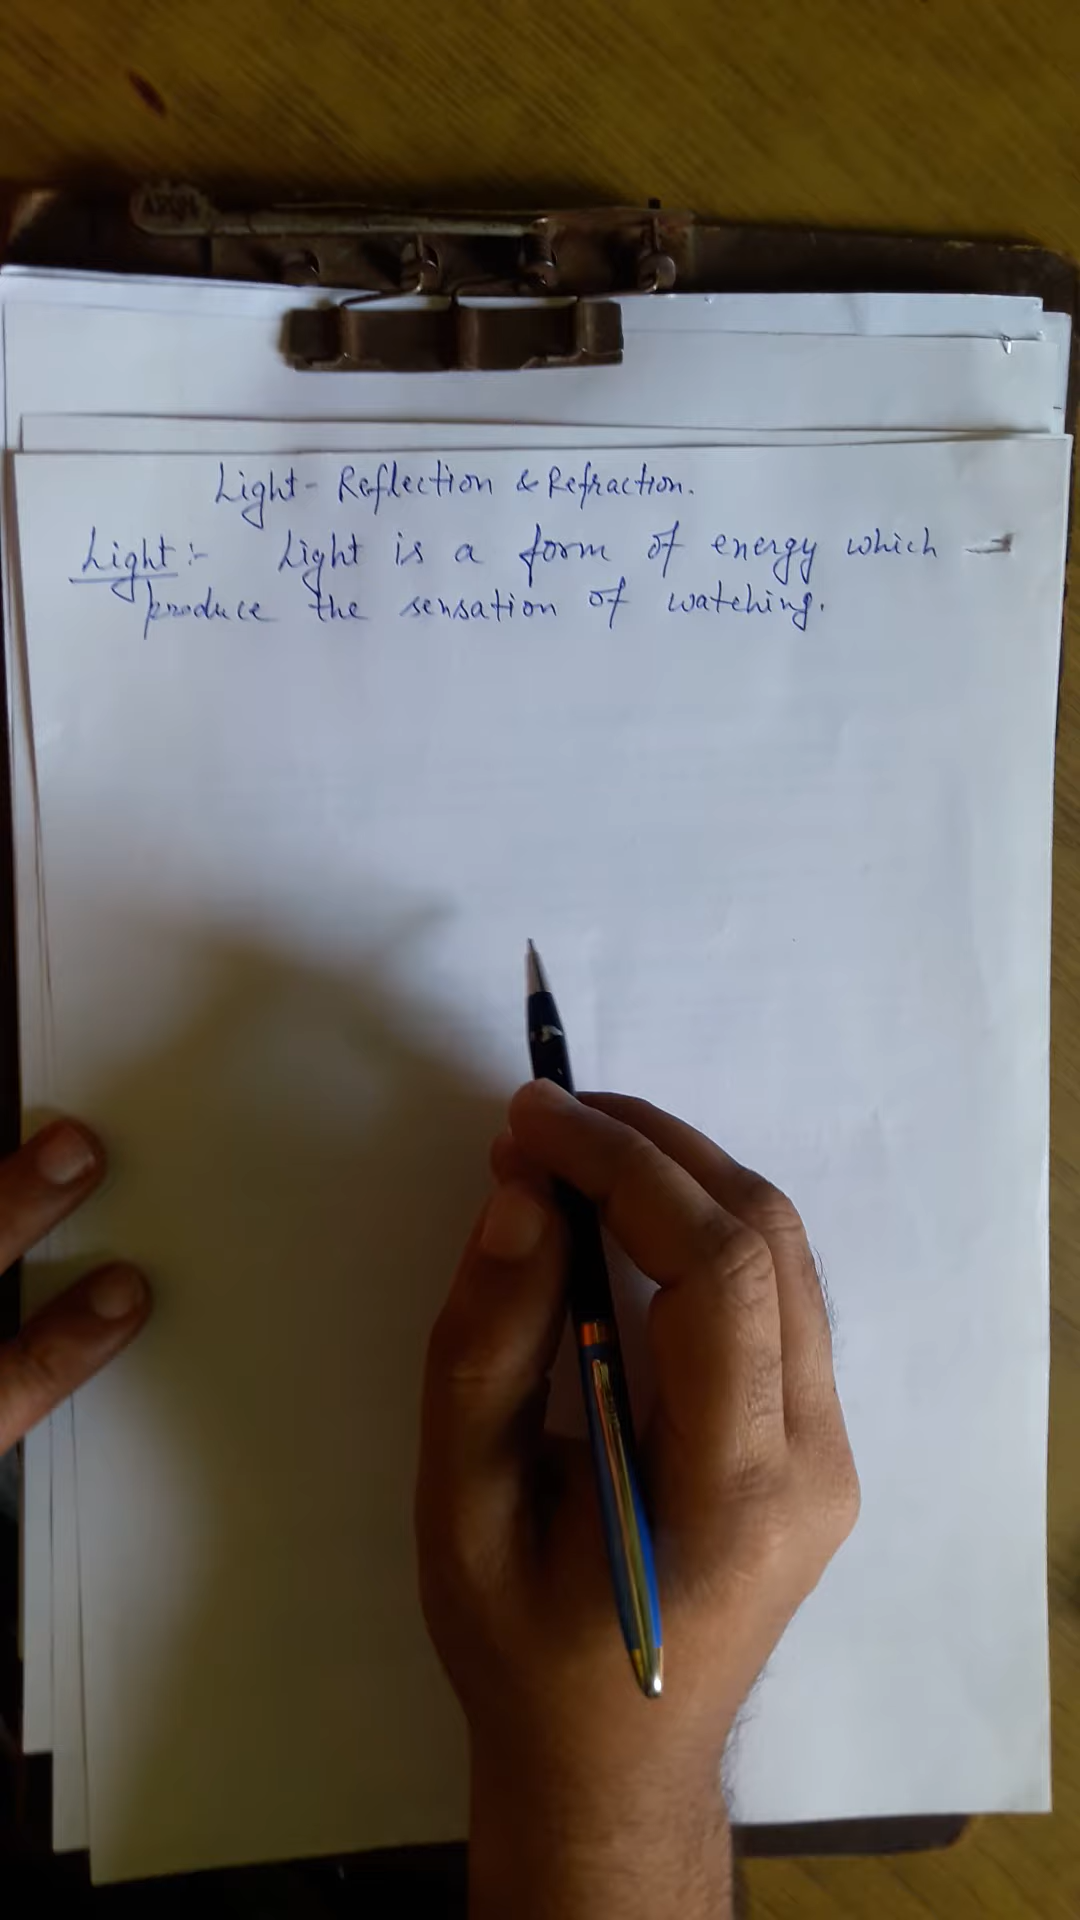 Light - Reflection & Refraction.
Light :- Light is a form of energy which
produce the sensation of watching.